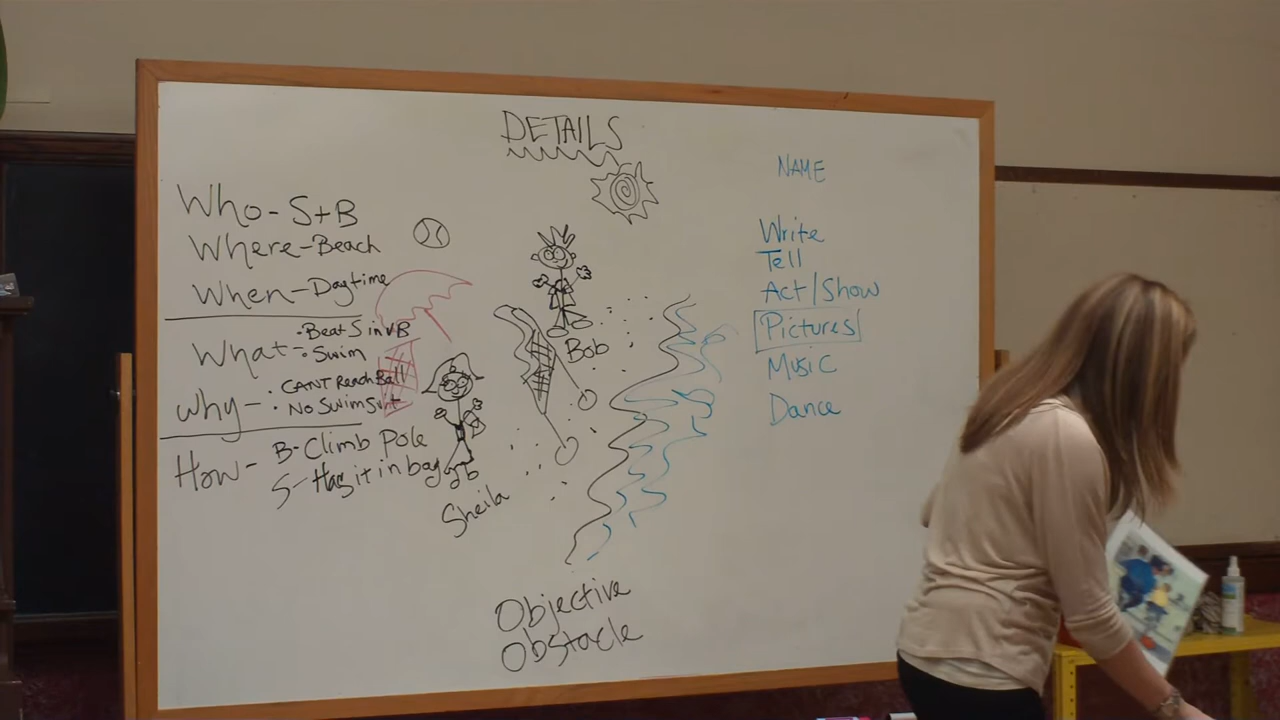 DETAILS
Who- S+B
Where-Beach
When-Daytime
What- •Beat S in VB
•Swim
Why- •CANT Reach Ball
•No Swimsuit
How- B-Climb Pole
S-Has it in bag
Bob
Sheila
Objective
Obstacle
NAME
Write
Tell
Act/Show
Pictures
Music
Dance